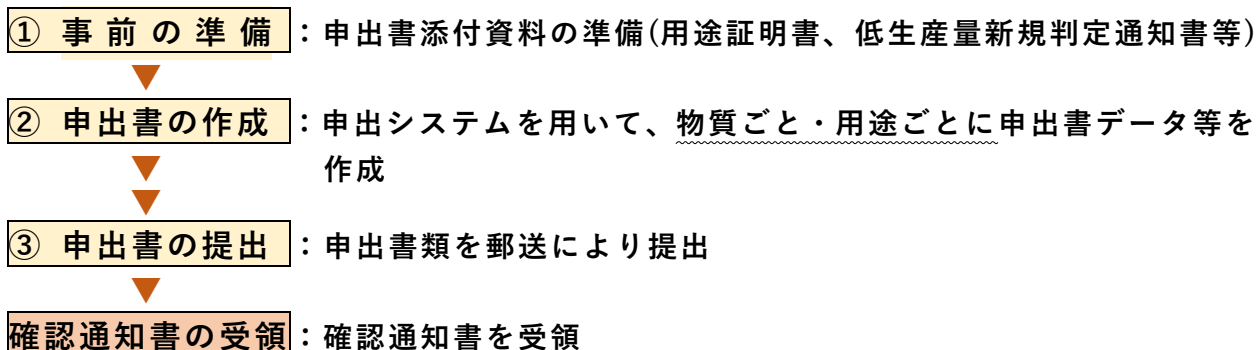 ① 事前の準備：申出書添付資料の準備(用途証明書、低生産量新規判定通知書等)
▼
② 申出書の作成：申出システムを用いて、物質ごと・用途ごとに申出書データ等を
作成
▼
▼
③ 申出書の提出：申出書類を郵送により提出
▼
確認通知書の受領：確認通知書を受領